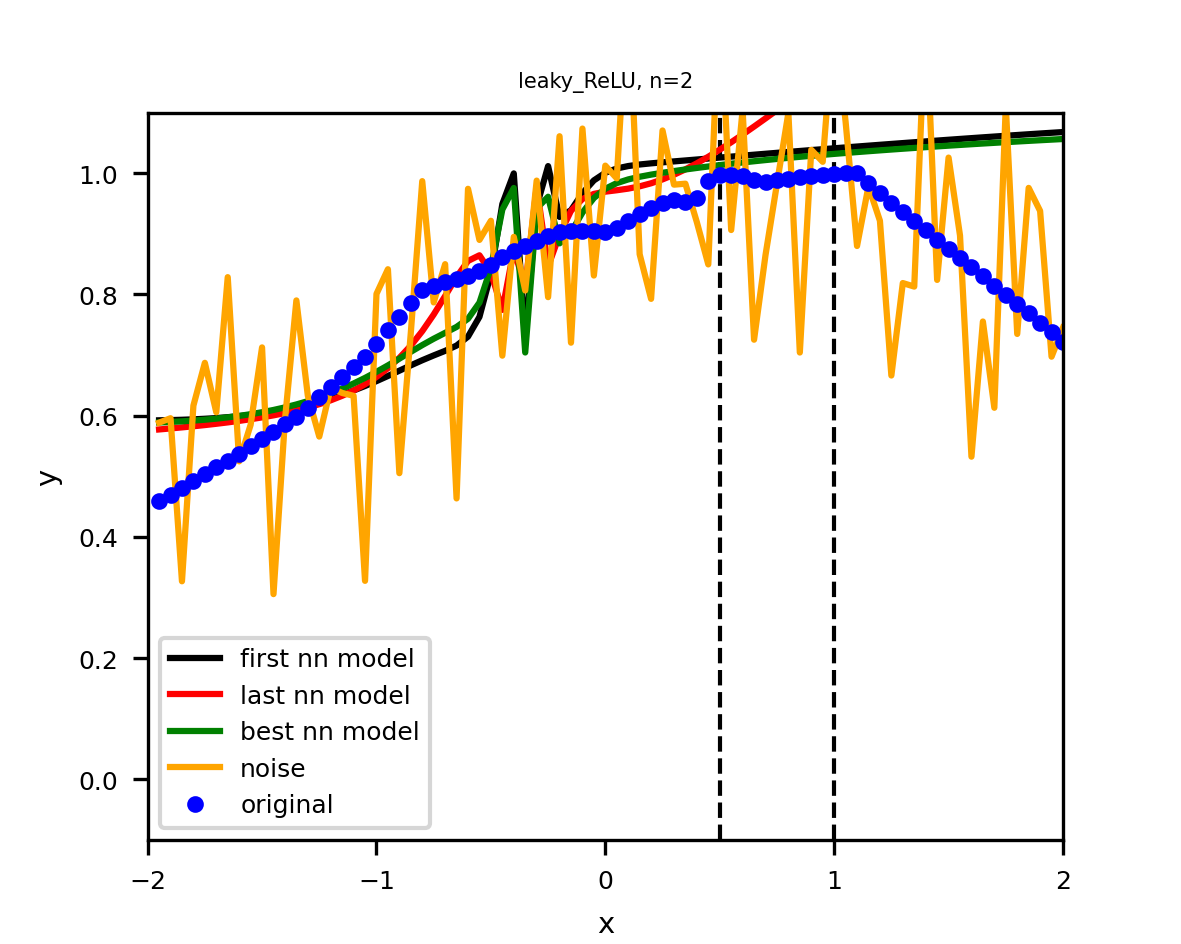 leaky_ReLU, n=2
1.0
0.8
0.6
0.4
0.2
0.0
y
first nn model
last nn model
best nn model
noise
original
−2
−1
0
1
2
x